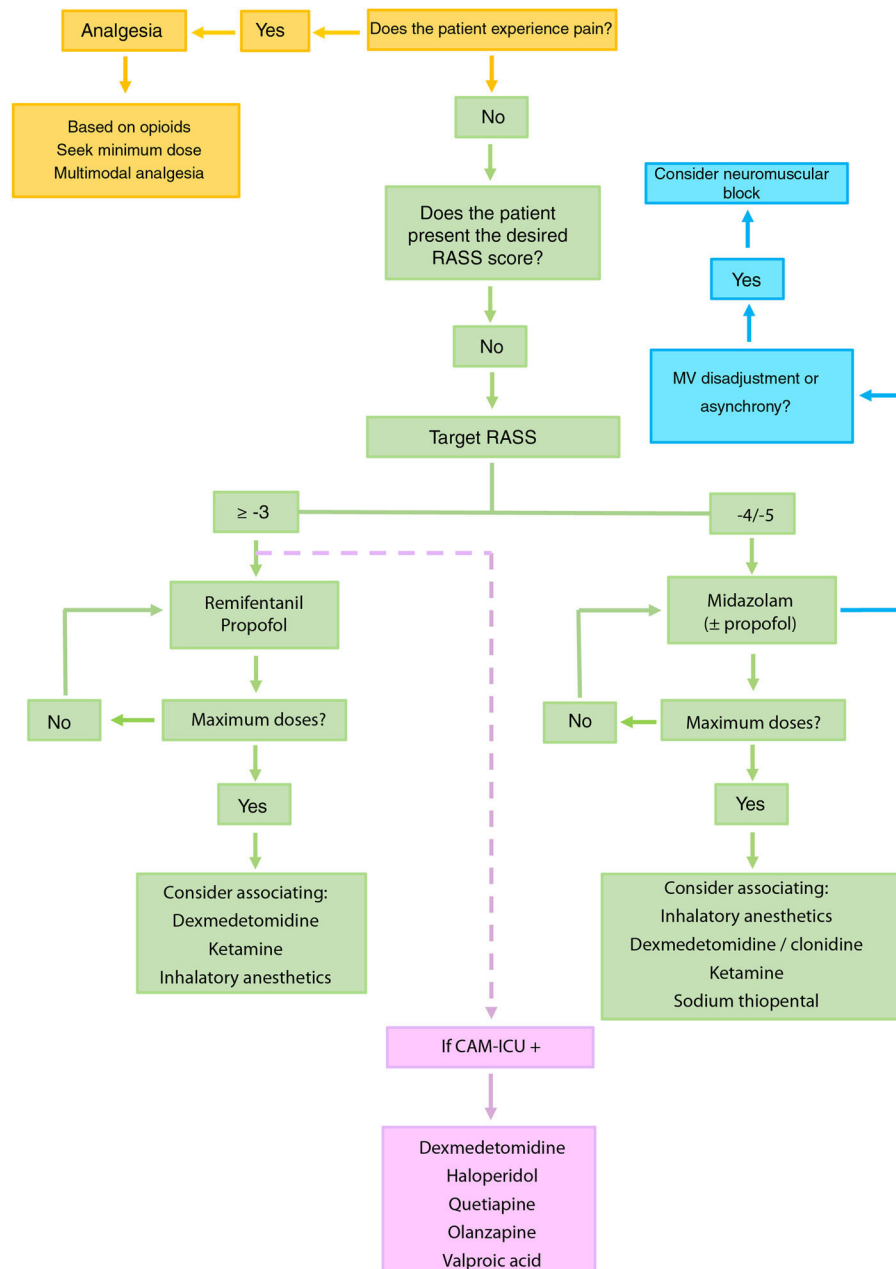 Analgesia
Yes
Does the patient experience pain?
Based on opioids
Seek minimum dose
Multimodal analgesia
No
Does the patient
present the desired
RASS score?
No
Target RASS
Consider neuromuscular
block
Yes
MV disadjustment or
asynchrony?
≥ -3
-4/-5
Remifentanil
Propofol
No
Maximum doses?
Yes
Consider associating:
Dexmedetomidine
Ketamine
Inhalatory anesthetics
Midazolam
(± propofol)
No
Maximum doses?
Yes
Consider associating:
Inhalatory anesthetics
Dexmedetomidine / clonidine
Ketamine
Sodium thiopental
If CAM-ICU +
Dexmedetomidine
Haloperidol
Quetiapine
Olanzapine
Valproic acid